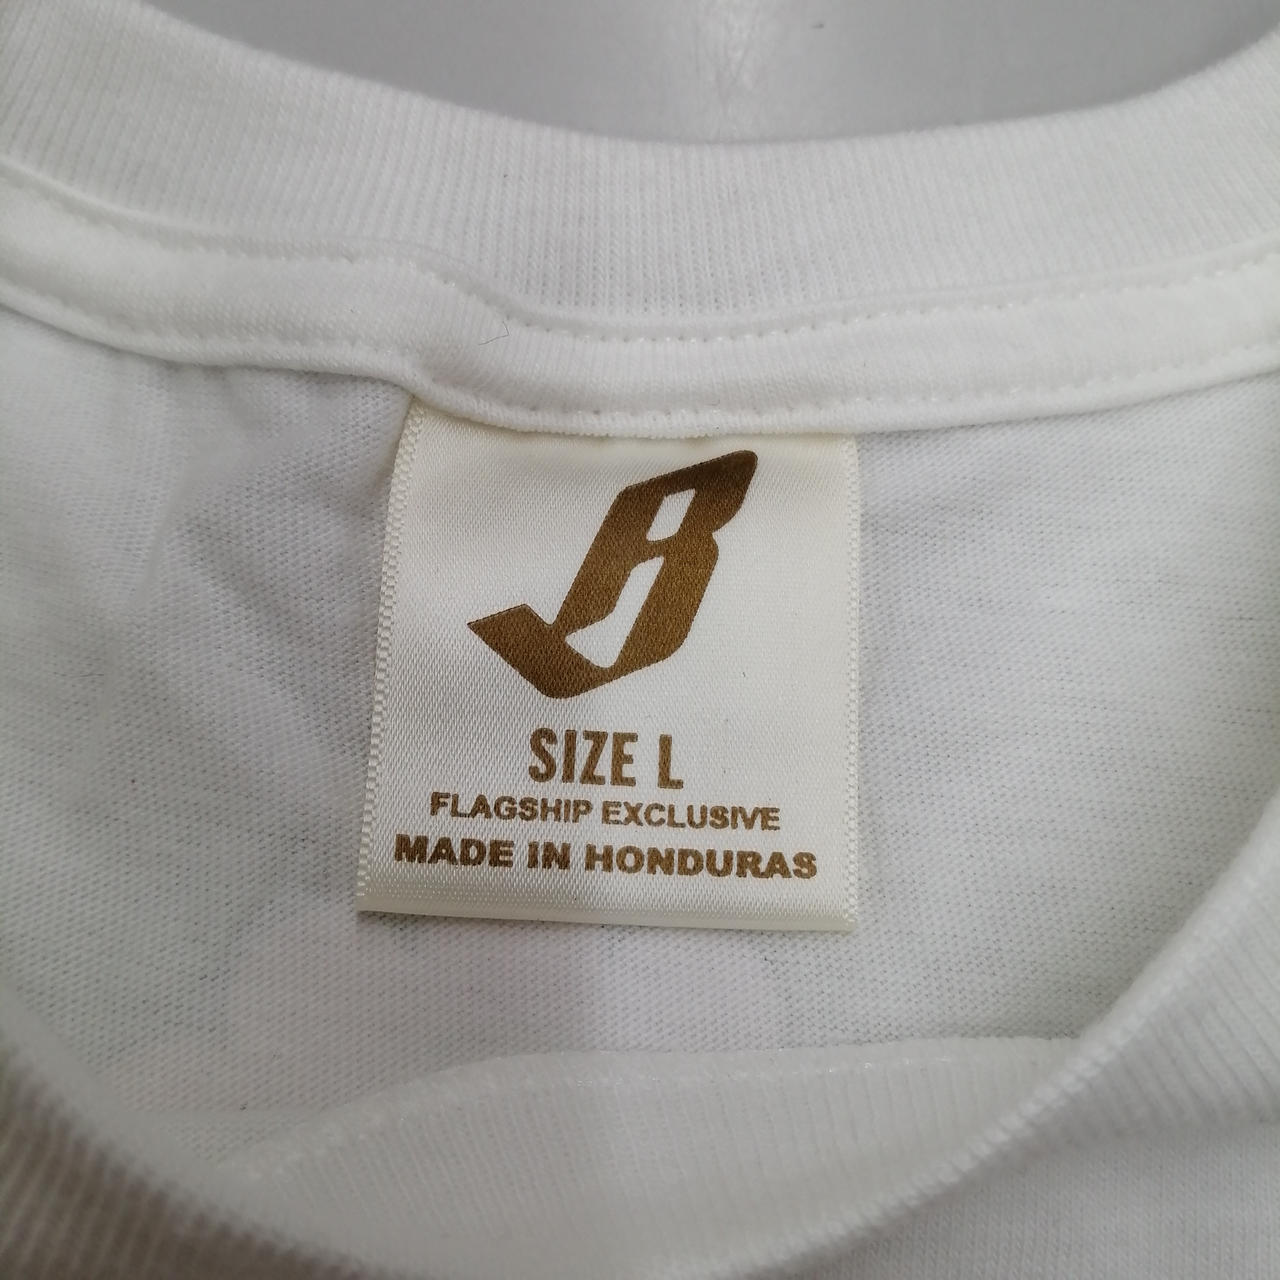 B
SIZE L
FLAGSHIP EXCLUSIVE
MADE IN HONDURAS